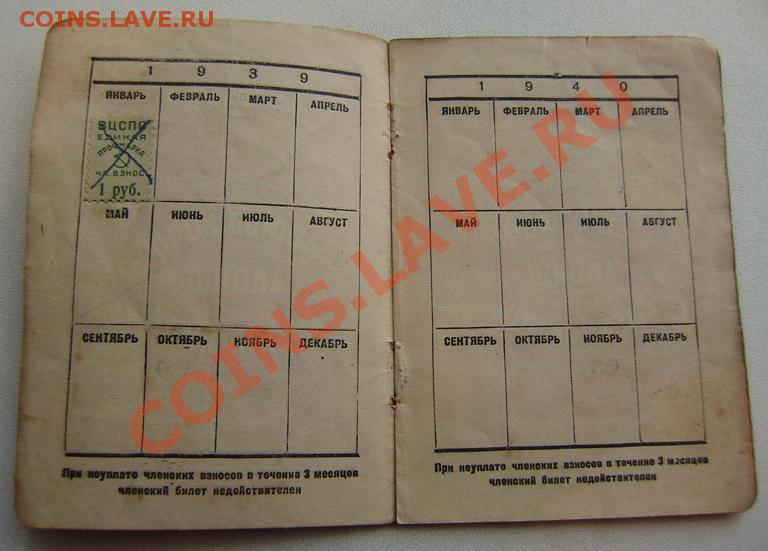 COINS.LAVE.RU
1 9 3 9
ЯНВАРЬ ФЕВРАЛЬ МАРТ АПРЕЛЬ
ВЦСПС
ЕДИНАЯ
ПРОФМАРКА
ЧЛ. ВЗНОС
1 руб.
МАЙ ИЮНЬ ИЮЛЬ АВГУСТ
СЕНТЯБРЬ ОКТЯБРЬ НОЯБРЬ ДЕКАБРЬ
При неуплате членских взносов в течение 3 месяцев
членский билет недействителен
1 9 4 0
ЯНВАРЬ ФЕВРАЛЬ МАРТ АПРЕЛЬ
МАЙ ИЮНЬ ИЮЛЬ АВГУСТ
СЕНТЯБРЬ ОКТЯБРЬ НОЯБРЬ ДЕКАБРЬ
При неуплате членских взносов в течение 3 месяцев
членский билет недействителен
COINS.LAVE.RU
COINS.LAVE.RU